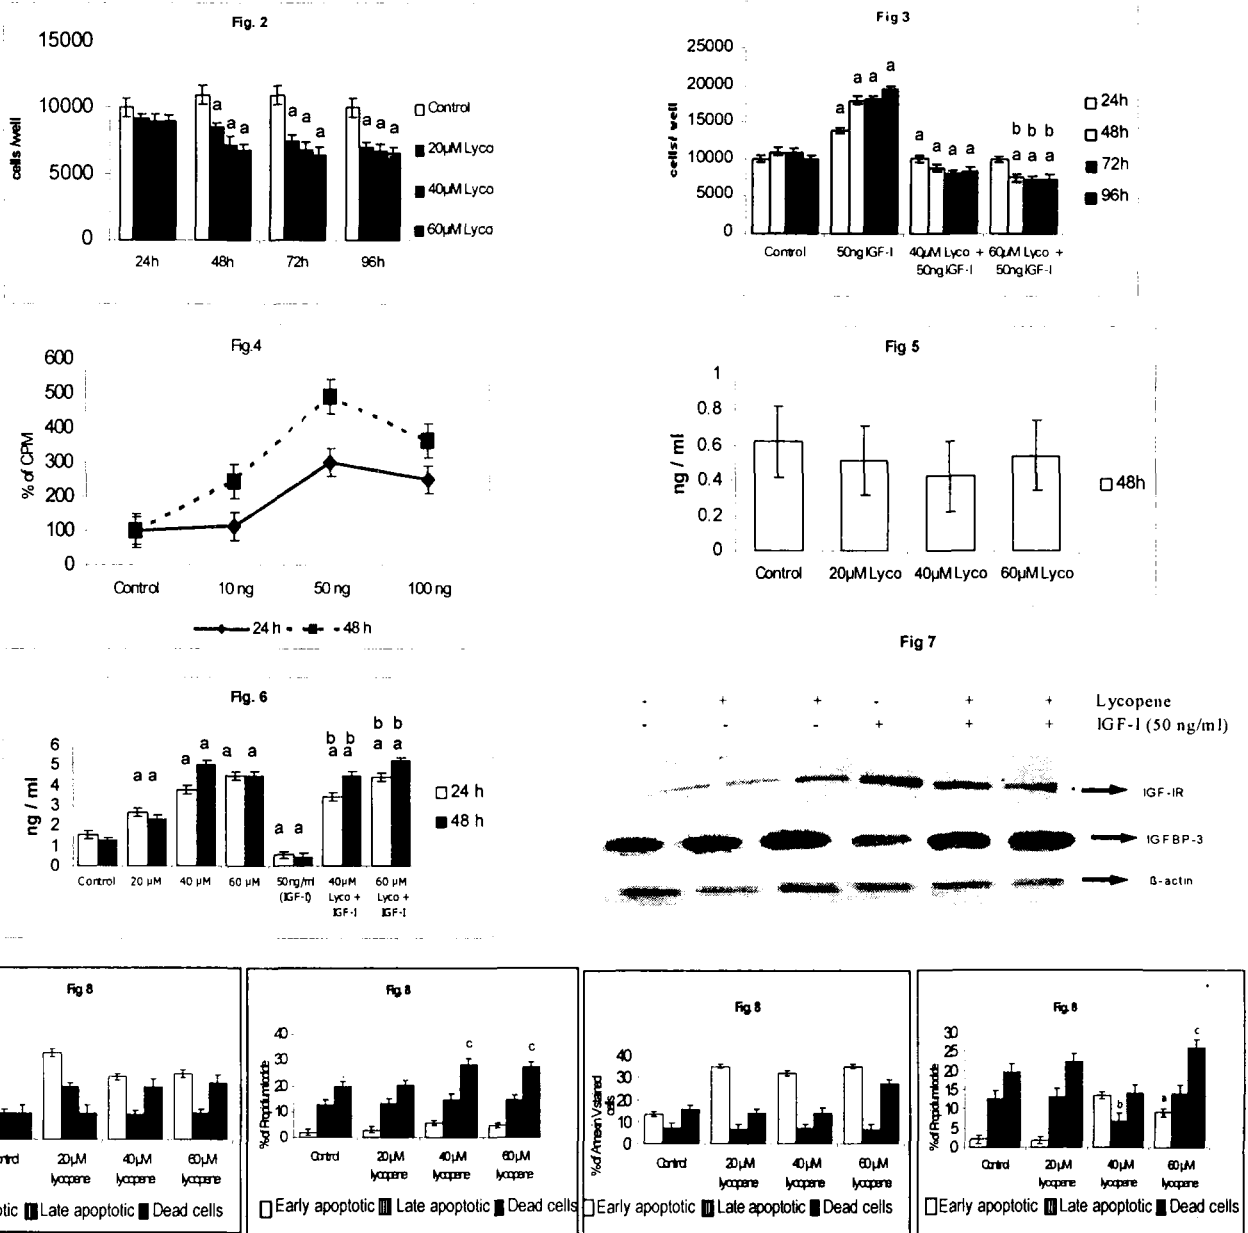 Fig. 2
15000
10000
5000
0
cells/well
24h
48h
72h
96h
a
a
a
a
a
a
a
a
a
Control
20µM Lyco
40µM Lyco
60µM Lyco
Fig 3
25000
20000
15000
10000
5000
0
cells/ well
a
a
a
a
a
a
a
a
b
b
b
a
a
a
Control
50ng IGF-I
40µM Lyco +
50ng IGF-I
60µM Lyco +
50ng IGF-I
24h
48h
72h
96h
Fig.4
600
500
400
300
200
100
0
% of CPM
Control
10 ng
50 ng
100 ng
24 h
48 h
Fig 5
1
0.8
0.6
0.4
0.2
0
ng / ml
Control
20µM Lyco
40µM Lyco
60µM Lyco
48h
Fig. 6
6
5
4
3
2
1
0
ng / ml
a a
a
a
a
a
a a
b b
a a
b b
a a
Control
20 µM
40 µM
60 µM
50ng/ml
(IGF-I)
40µM
Lyco +
IGF-I
60 µM
Lyco +
IGF-I
24 h
48 h
Fig 7
- + + - + + Lycopene
- - - + + + IGF-I (50 ng/ml)
IGF-IR
IGFBP-3
ß-actin
Fig 8
ntrol
20µM
lycopene
40µM
lycopene
60µM
lycopene
otic Late apoptotic Dead cells
Fig.8
40
30
20
10
0
% of Propidium iodide
c
c
Control
20µM
lycopene
40µM
lycopene
60µM
lycopene
Early apoptotic Late apoptotic Dead cells
Fig.8
40
30
20
10
0
% of Annexin V stained
cells
Control
20µM
lycopene
40µM
lycopene
60µM
lycopene
Early apoptotic Late apoptotic Dead cells
Fig.8
30
25
20
15
10
5
0
% of Propidium iodide
b
a
c
Control
20µM
lycopene
40µM
lycopene
60µM
lycopene
Early apoptotic Late apoptotic Dead cells